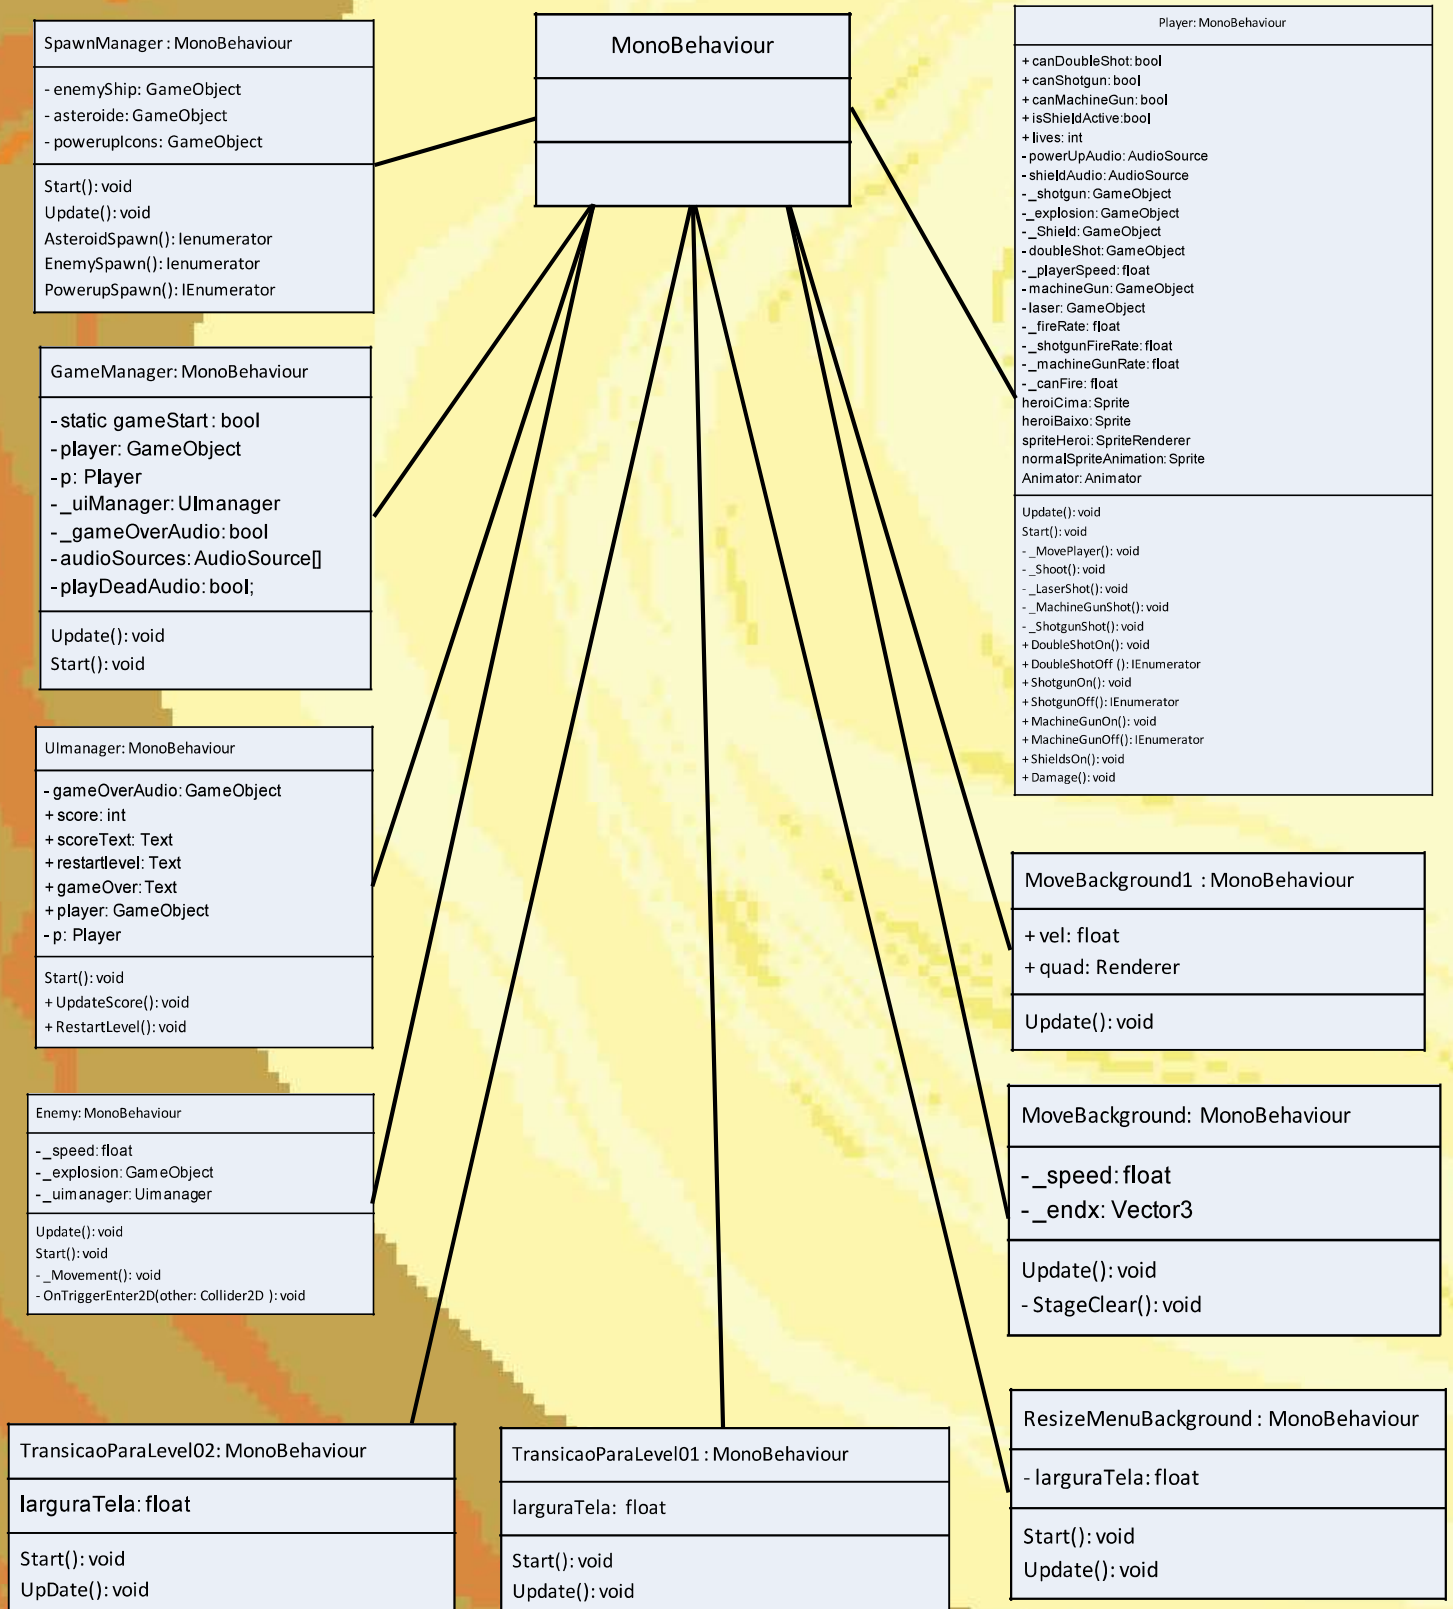 SpawnManager : MonoBehaviour
- enemyShip: GameObject
- asteroide: GameObject
- powerupIcons: GameObject
Start(): void
Update(): void
AsteroidSpawn(): Ienumerator
EnemySpawn(): Ienumerator
PowerupSpawn(): IEnumerator
GameManager: MonoBehaviour
- static gameStart: bool
- player: GameObject
- p: Player
- _uiManager: UImanager
- _gameOverAudio: bool
- audioSources: AudioSource[]
- playDeadAudio: bool;
Update(): void
Start(): void
UImanager: MonoBehaviour
- gameOverAudio: GameObject
+ score: int
+ scoreText: Text
+ restartlevel: Text
+ gameOver: Text
+ player: GameObject
- p: Player
Start(): void
+ UpdateScore(): void
+ RestartLevel(): void
Enemy: MonoBehaviour
- _speed: float
- _explosion: GameObject
- _uimanager: Uimanager
Update(): void
Start(): void
- _Movement(): void
- OnTriggerEnter2D(other: Collider2D ): void
TransicaoParaLevel02: MonoBehaviour
larguraTela: float
Start(): void
UpDate(): void
MonoBehaviour
TransicaoParaLevel01 : MonoBehaviour
larguraTela: float
Start(): void
Update(): void
Player: MonoBehaviour
+ canDoubleShot: bool
+ canShotgun: bool
+ canMachineGun: bool
+ isShieldActive:bool
+ lives: int
- powerUpAudio: AudioSource
- shieldAudio: AudioSource
- _shotgun: GameObject
- _explosion: GameObject
- _Shield: GameObject
- doubleShot: GameObject
- _playerSpeed: float
- machineGun: GameObject
- laser: GameObject
- _fireRate: float
- _shotgunFireRate: float
- _machineGunRate: float
- _canFire: float
heroiCima: Sprite
heroiBaixo: Sprite
spriteHeroi: SpriteRenderer
normalSpriteAnimation: Sprite
Animator: Animator
Update(): void
Start(): void
- _MovePlayer(): void
- _Shoot(): void
- _LaserShot(): void
- _MachineGunShot(): void
- _ShotgunShot(): void
+ DoubleShotOn(): void
+ DoubleShotOff (): IEnumerator
+ ShotgunOn(): void
+ ShotgunOff(): IEnumerator
+ MachineGunOn(): void
+ MachineGunOff(): IEnumerator
+ ShieldsOn(): void
+ Damage(): void
MoveBackground1 : MonoBehaviour
+ vel: float
+ quad: Renderer
Update(): void
MoveBackground: MonoBehaviour
- _speed: float
- _endx: Vector3
Update(): void
- StageClear(): void
ResizeMenuBackground : MonoBehaviour
- larguraTela: float
Start(): void
Update(): void